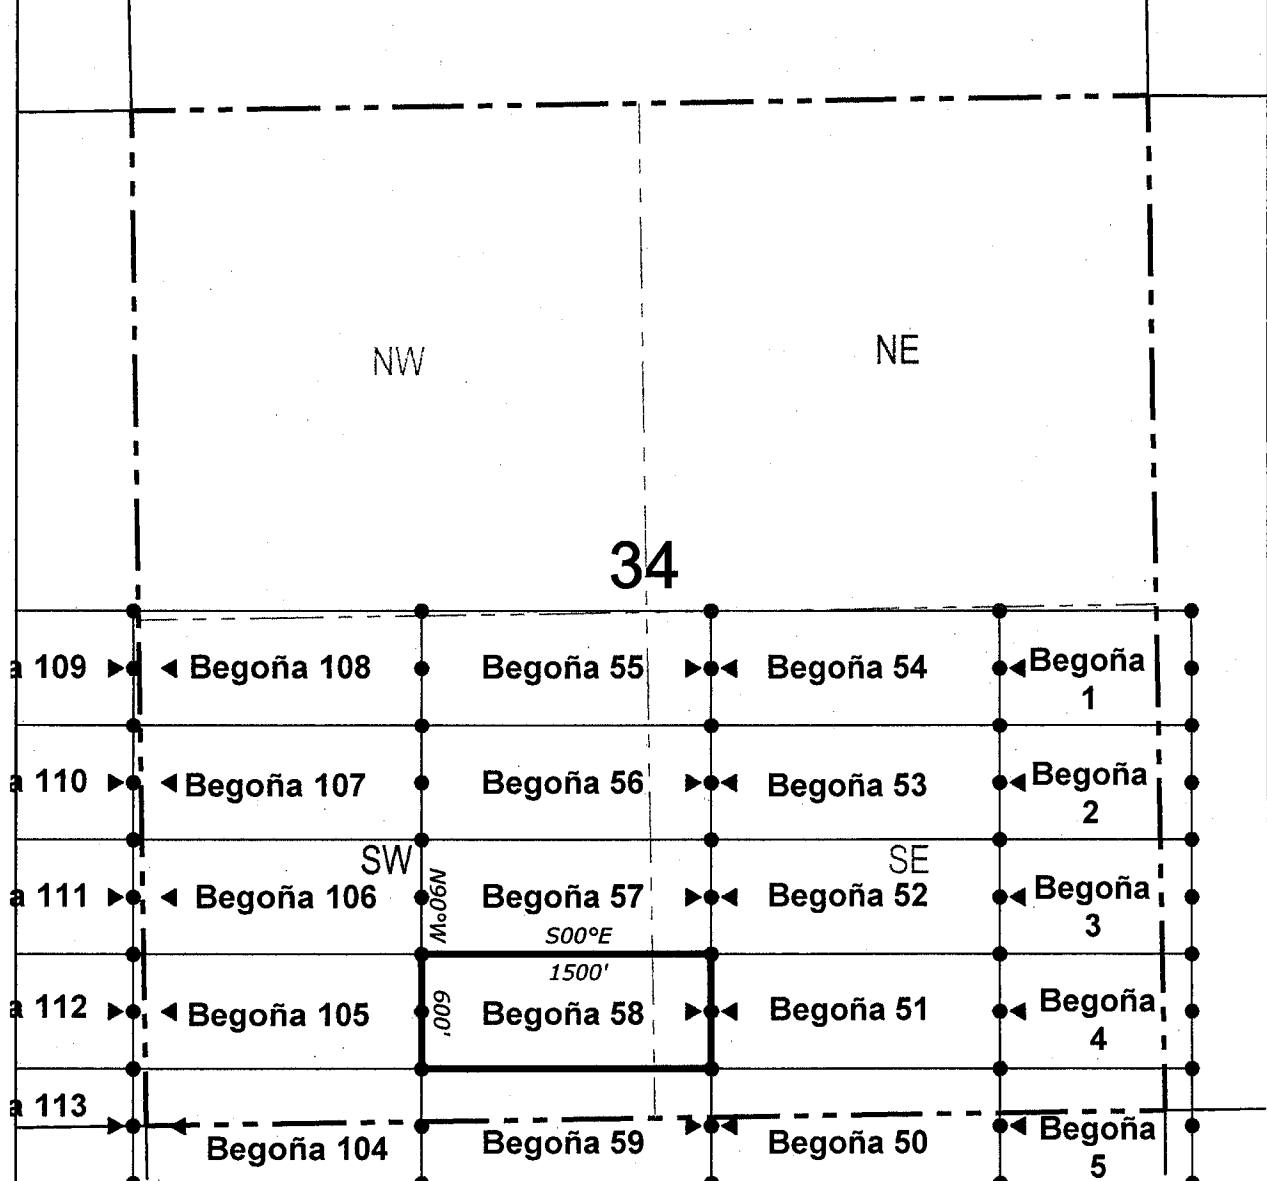 NW
NE
34
a 109
Begoña 108
Begoña 55
Begoña 54
Begoña
1
a 110
Begoña 107
Begoña 56
Begoña 53
Begoña
2
SW
SE
a 111
Begoña 106
N90°W
Begoña 57
Begoña 52
Begoña
3
S00°E
1500'
a 112
Begoña 105
600'
Begoña 58
Begoña 51
Begoña
4
a 113
Begoña 104
Begoña 59
Begoña 50
Begoña
5